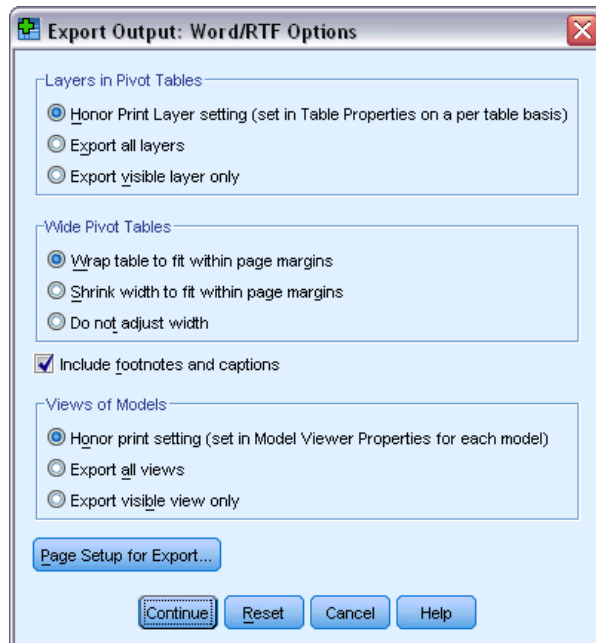 Export Output: Word/RTF Options
Layers in Pivot Tables
Honor Print Layer setting (set in Table Properties on a per table basis)
Export all layers
Export visible layer only
Wide Pivot Tables
Wrap table to fit within page margins
Shrink width to fit within page margins
Do not adjust width
Include footnotes and captions
Views of Models
Honor print setting (set in Model Viewer Properties for each model)
Export all views
Export visible view only
Page Setup for Export...
Continue Reset Cancel Help